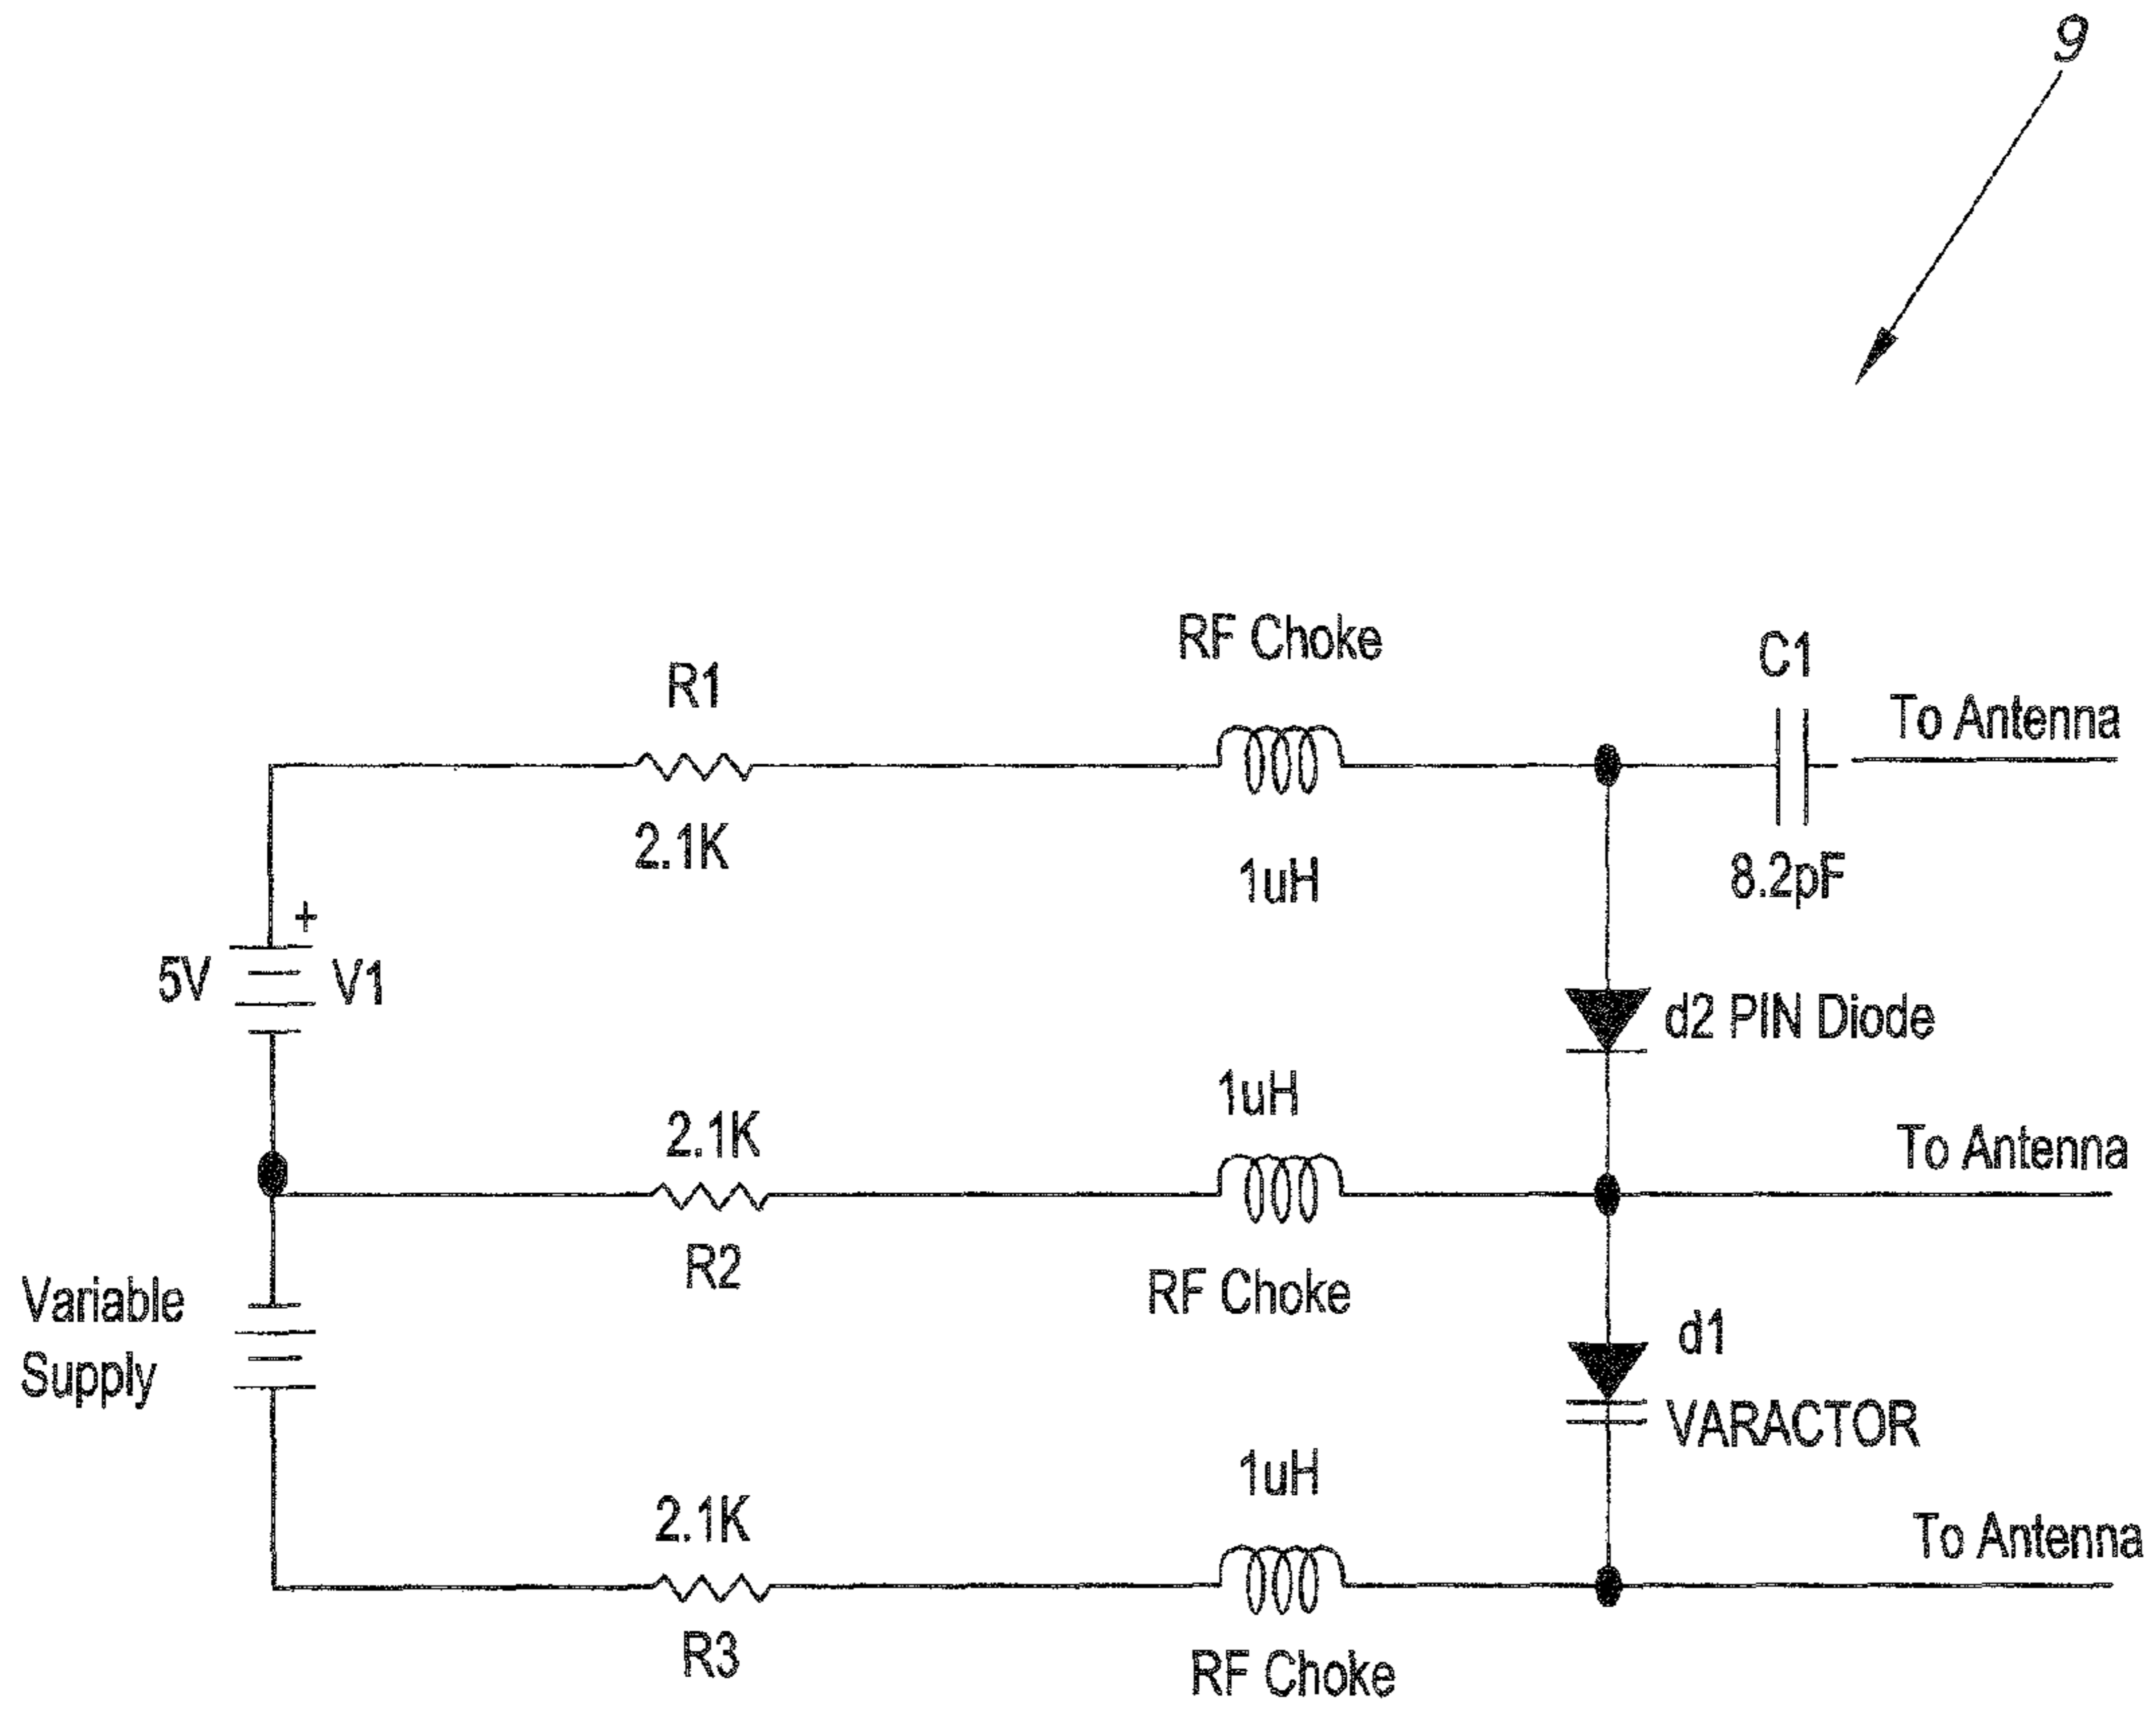 9
RF Choke
C1
R1
To Antenna
2.1K
1uH
8.2pF
+
5V
V1
d2 PIN Diode
1uH
2.1K
To Antenna
R2
RF Choke
Variable
Supply
d1
VARACTOR
1uH
2.1K
To Antenna
R3
RF Choke